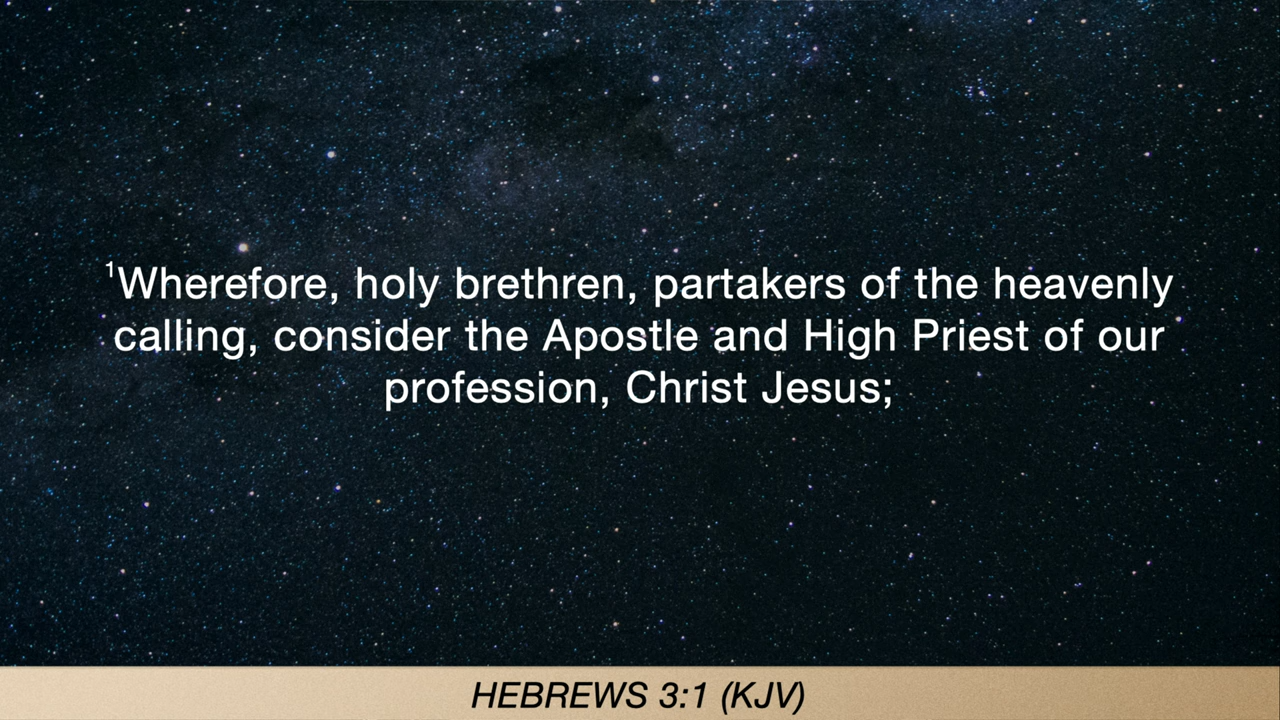 ¹Wherefore, holy brethren, partakers of the heavenly
calling, consider the Apostle and High Priest of our
profession, Christ Jesus;
HEBREWS 3:1 (KJV)